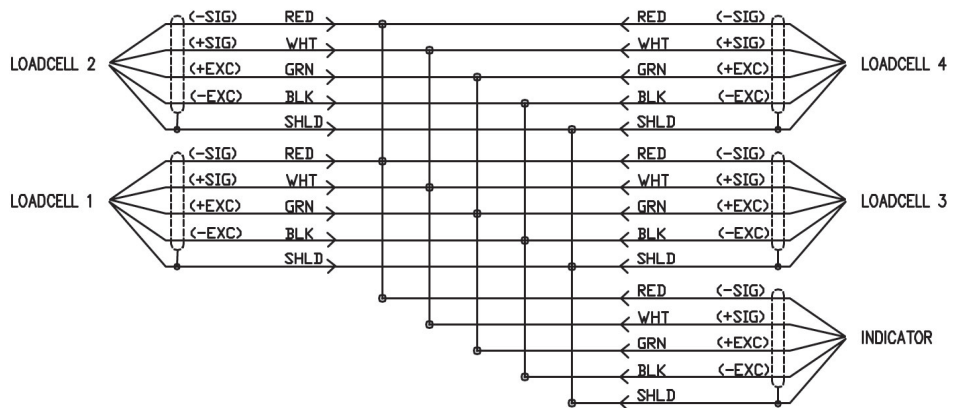 (-SIG) RED RED (-SIG)
(+SIG) WHT WHT (+SIG)
LOADCELL 2 (+EXC) GRN GRN (+EXC) LOADCELL 4
(-EXC) BLK BLK (-EXC)
SHLD SHLD
(-SIG) RED RED (-SIG)
(+SIG) WHT WHT (+SIG)
LOADCELL 1 (+EXC) GRN GRN (+EXC) LOADCELL 3
(-EXC) BLK BLK (-EXC)
SHLD SHLD
RED (-SIG)
WHT (+SIG)
GRN (+EXC) INDICATOR
BLK (-EXC)
SHLD